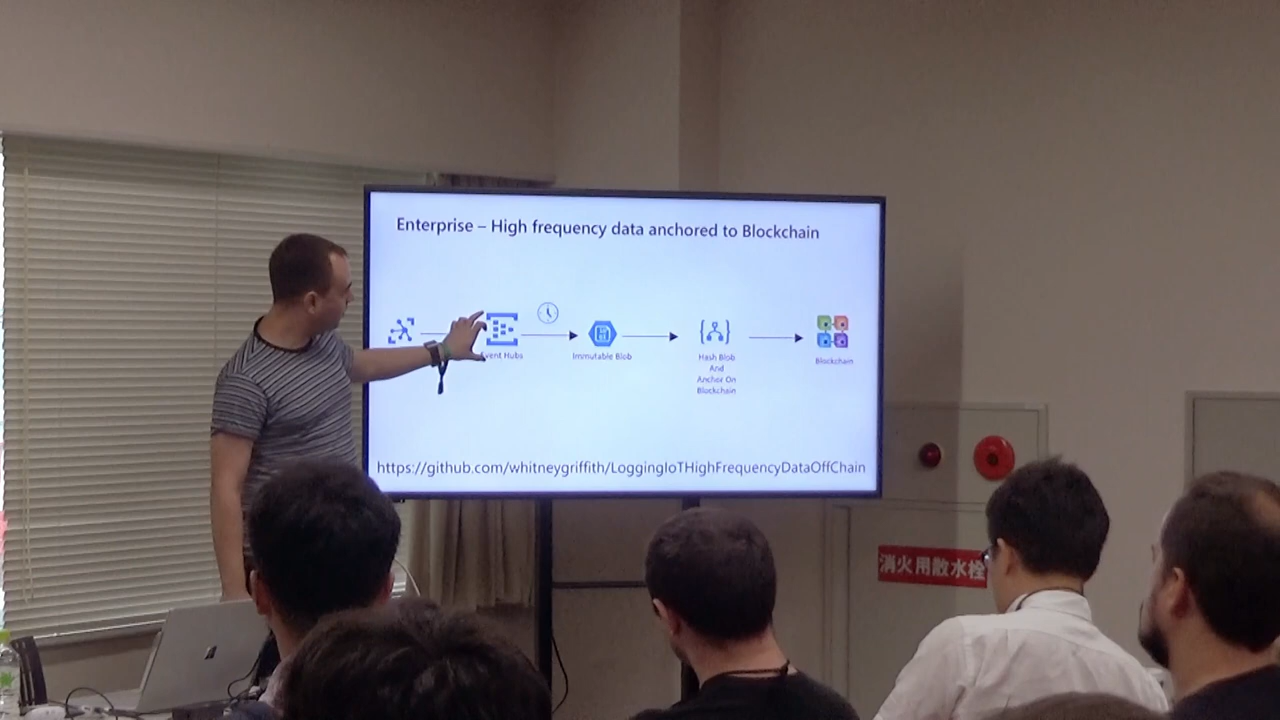 Enterprise – High frequency data anchored to Blockchain
vent Hubs
Immutable Blob
Hash Blob
And
Anchor On
Blockchain
Blockchain
https://github.com/whitneygriffith/LoggingIoTHighFrequencyDataOffChain
消火用散水栓